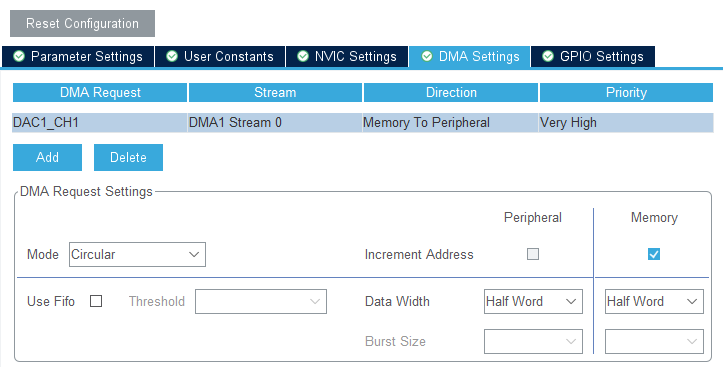 Reset Configuration
Parameter Settings User Constants NVIC Settings DMA Settings GPIO Settings
DMA Request Stream Direction Priority
DAC1_CH1 DMA1 Stream 0 Memory To Peripheral Very High
Add Delete
DMA Request Settings
Peripheral Memory
Mode Circular Increment Address
Use Fifo Threshold Data Width Half Word Half Word
Burst Size